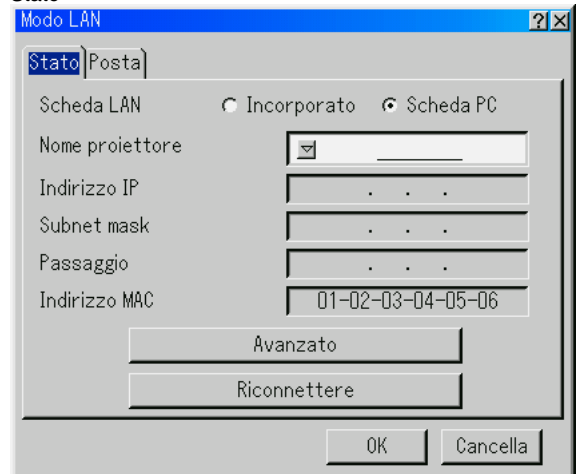 Stato
Modo LAN ? X
Stato Posta
Scheda LAN Incorporato Scheda PC
Nome proiettore
Indirizzo IP . . .
Subnet mask . . .
Passaggio . . .
Indirizzo MAC 01-02-03-04-05-06
Avanzato
Riconnettere
OK Cancella